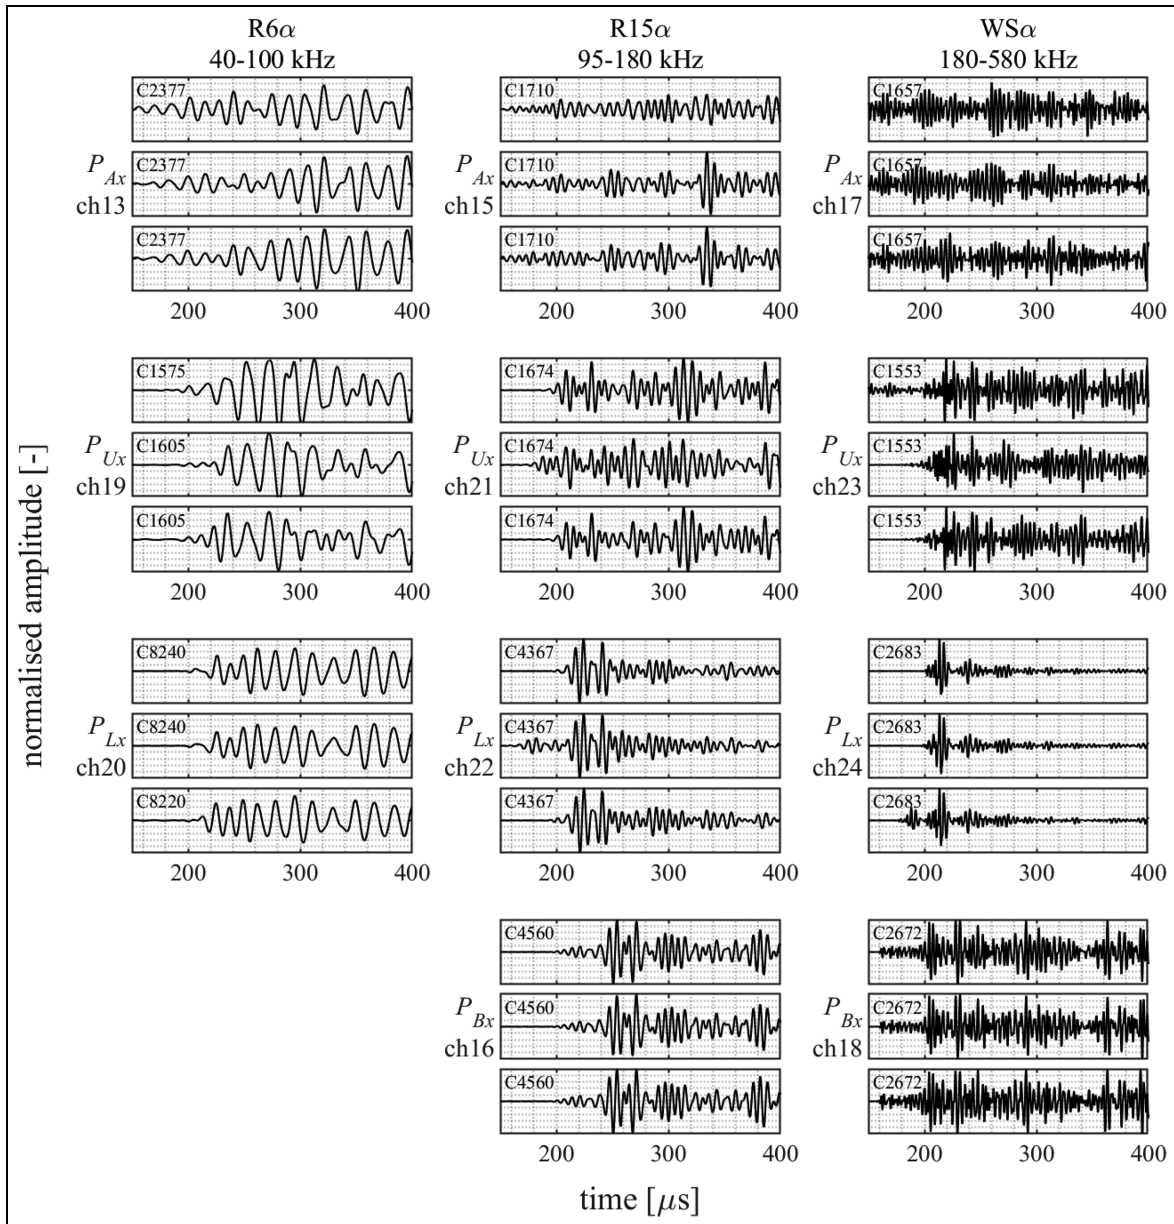 R6α R15α WSα
40-100 kHz 95-180 kHz 180-580 kHz
C2377 C1710 C1657
P_Ax C2377 P_Ax C1710 P_Ax C1657
ch13 ch15 ch17
C2377 C1710 C1657
200 300 400 200 300 400 200 300 400
C1575 C1674 C1553
P_Ux C1605 P_Ux C1674 P_Ux C1553
ch19 ch21 ch23
C1605 C1674 C1553
200 300 400 200 300 400 200 300 400
normalised amplitude [-]
C8240 C4367 C2683
P_Lx C8240 P_Lx C4367 P_Lx C2683
ch20 ch22 ch24
C8220 C4367 C2683
200 300 400 200 300 400 200 300 400
C4560 C2672
P_Bx C4560 P_Bx C2672
ch16 ch18
C4560 C2672
200 300 400 200 300 400
time [μs]